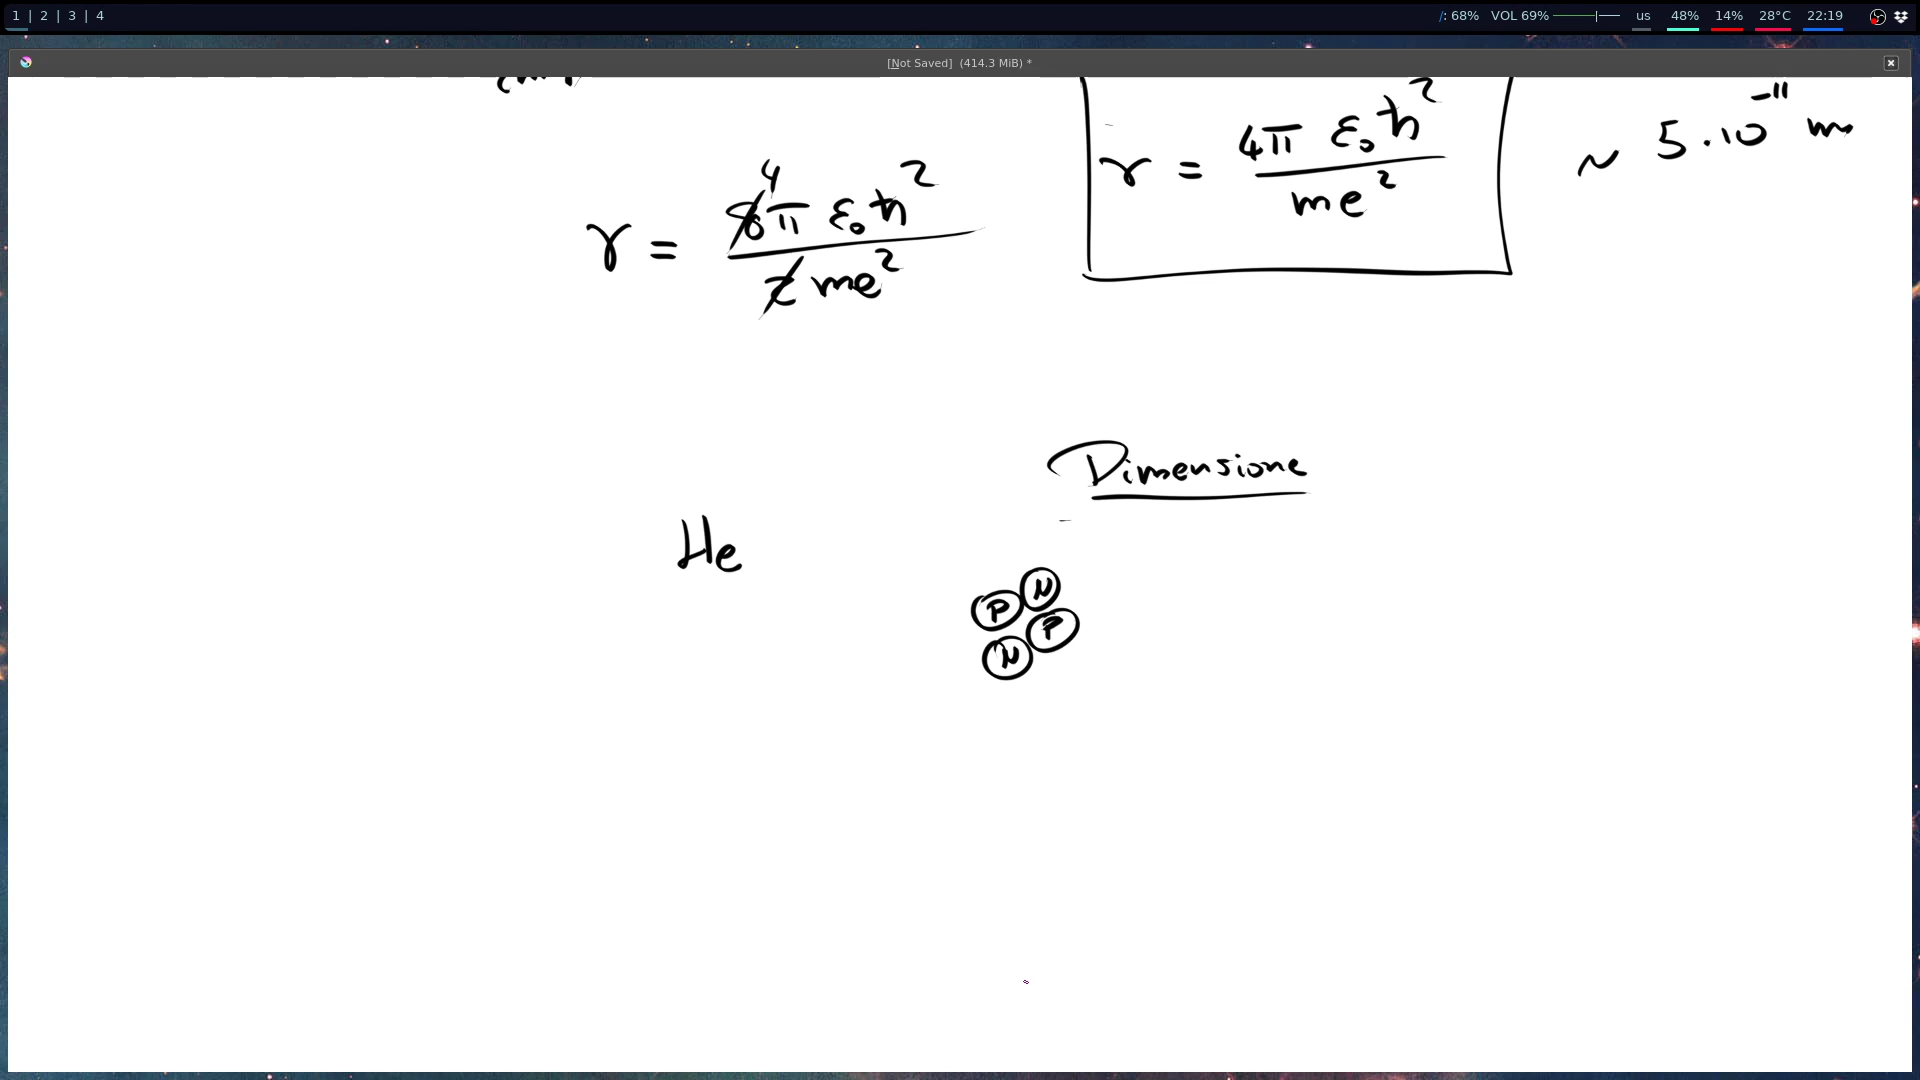 1 | 2 | 3 | 4
/: 68% VOL 69% us 48% 14% 28°C 22:19
[Not Saved] (414.3 MiB) *
r = 8 4 π ε₀ ħ² / 2 m e²
r = 4π ε₀ ħ² / m e²
~ 5 · 10⁻¹¹ m
Dimensione
He
P N
P
N